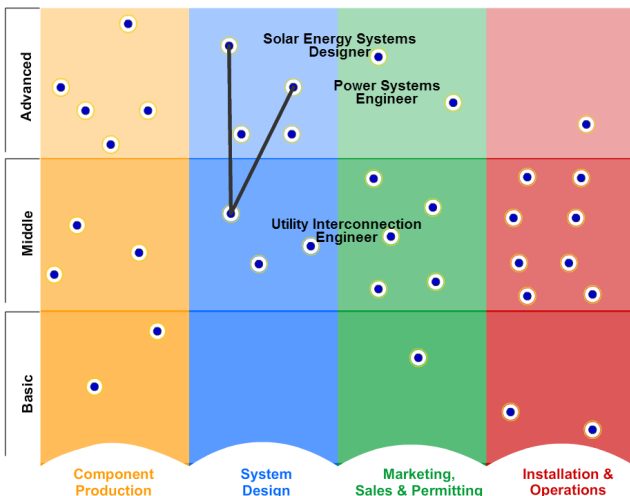 Advanced
Solar Energy Systems
Designer
Power Systems
Engineer
Middle
Utility Interconnection
Engineer
Basic
Component
Production
System
Design
Marketing,
Sales & Permitting
Installation &
Operations